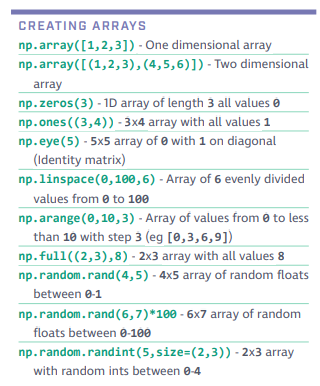 CREATING ARRAYS
np.array([1,2,3]) - One dimensional array
np.array([(1,2,3),(4,5,6)]) - Two dimensional
array
np.zeros(3) - 1D array of length 3 all values 0
np.ones((3,4)) - 3x4 array with all values 1
np.eye(5) - 5x5 array of 0 with 1 on diagonal
(Identity matrix)
np.linspace(0,100,6) - Array of 6 evenly divided
values from 0 to 100
np.arange(0,10,3) - Array of values from 0 to less
than 10 with step 3 (eg [0,3,6,9])
np.full((2,3),8) - 2x3 array with all values 8
np.random.rand(4,5) - 4x5 array of random floats
between 0-1
np.random.rand(6,7)*100 - 6x7 array of random
floats between 0-100
np.random.randint(5,size=(2,3)) - 2x3 array
with random ints between 0-4